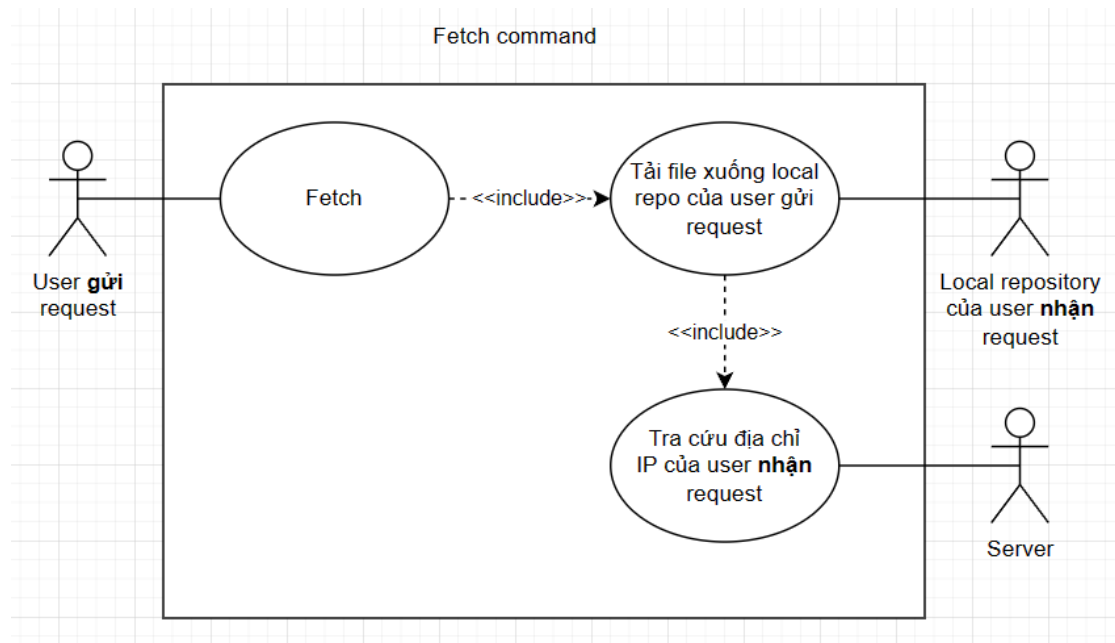 Fetch command
Fetch
<<include>>
Tải file xuống local
repo của user gửi
request
User gửi
request
Local repository
của user nhận
request
<<include>>
Tra cứu địa chỉ
IP của user nhận
request
Server